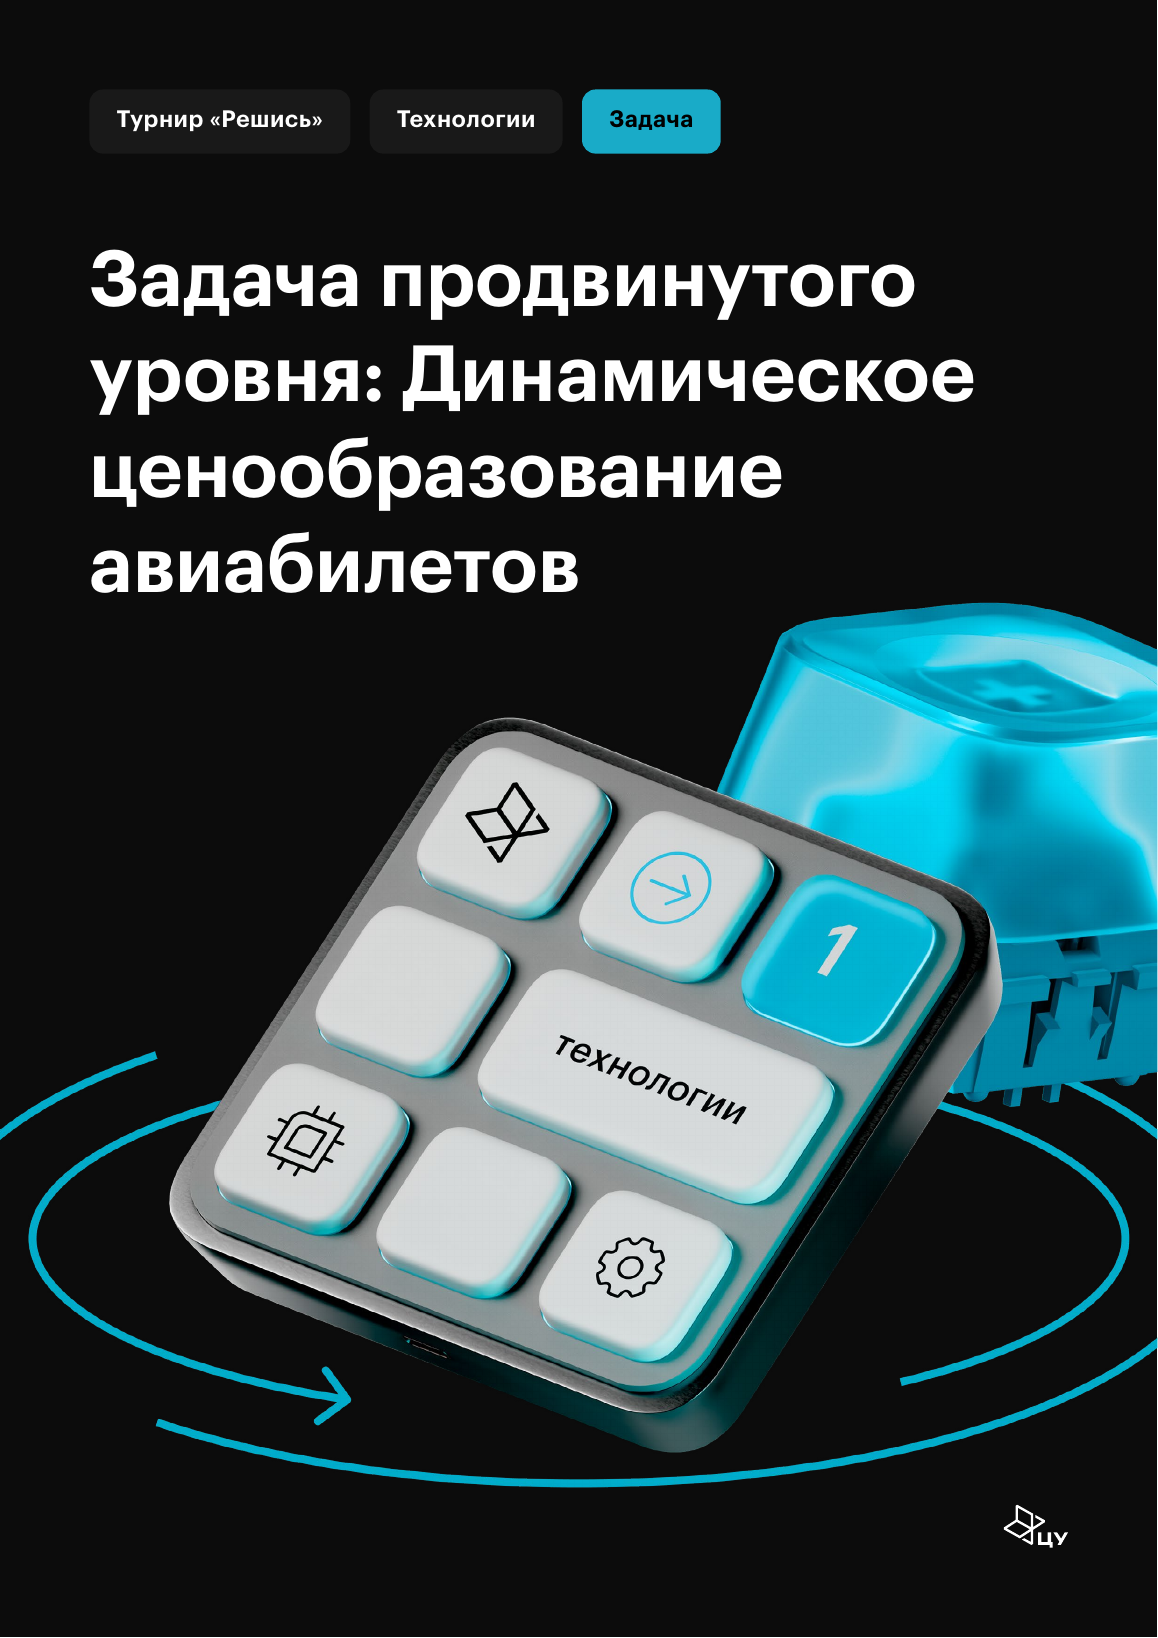 Турнир «Решись» Технологии Задача
Задача продвинутого
уровня: Динамическое
ценообразование
авиабилетов
1
технологии
ЦУ